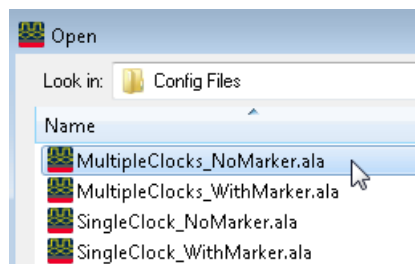 Open
Look in: Config Files
Name
MultipleClocks_NoMarker.ala
MultipleClocks_WithMarker.ala
SingleClock_NoMarker.ala
SingleClock_WithMarker.ala